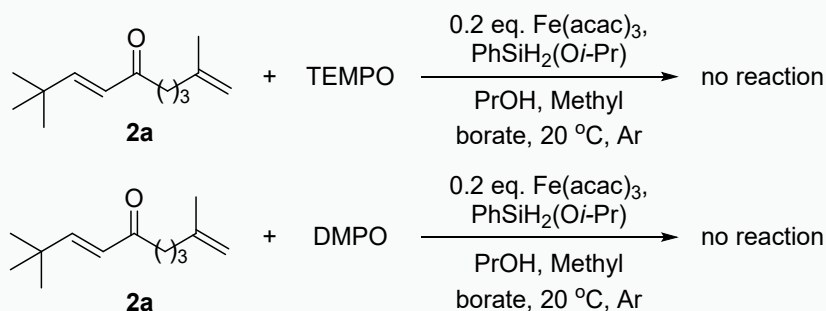 0.2 eq. Fe(acac)3,
PhSiH2(Oi-Pr)
O
+ TEMPO
no reaction
( )3
PrOH, Methyl
borate, 20 oC, Ar
2a
0.2 eq. Fe(acac)3,
PhSiH2(Oi-Pr)
O
+ DMPO
no reaction
( )3
PrOH, Methyl
borate, 20 oC, Ar
2a